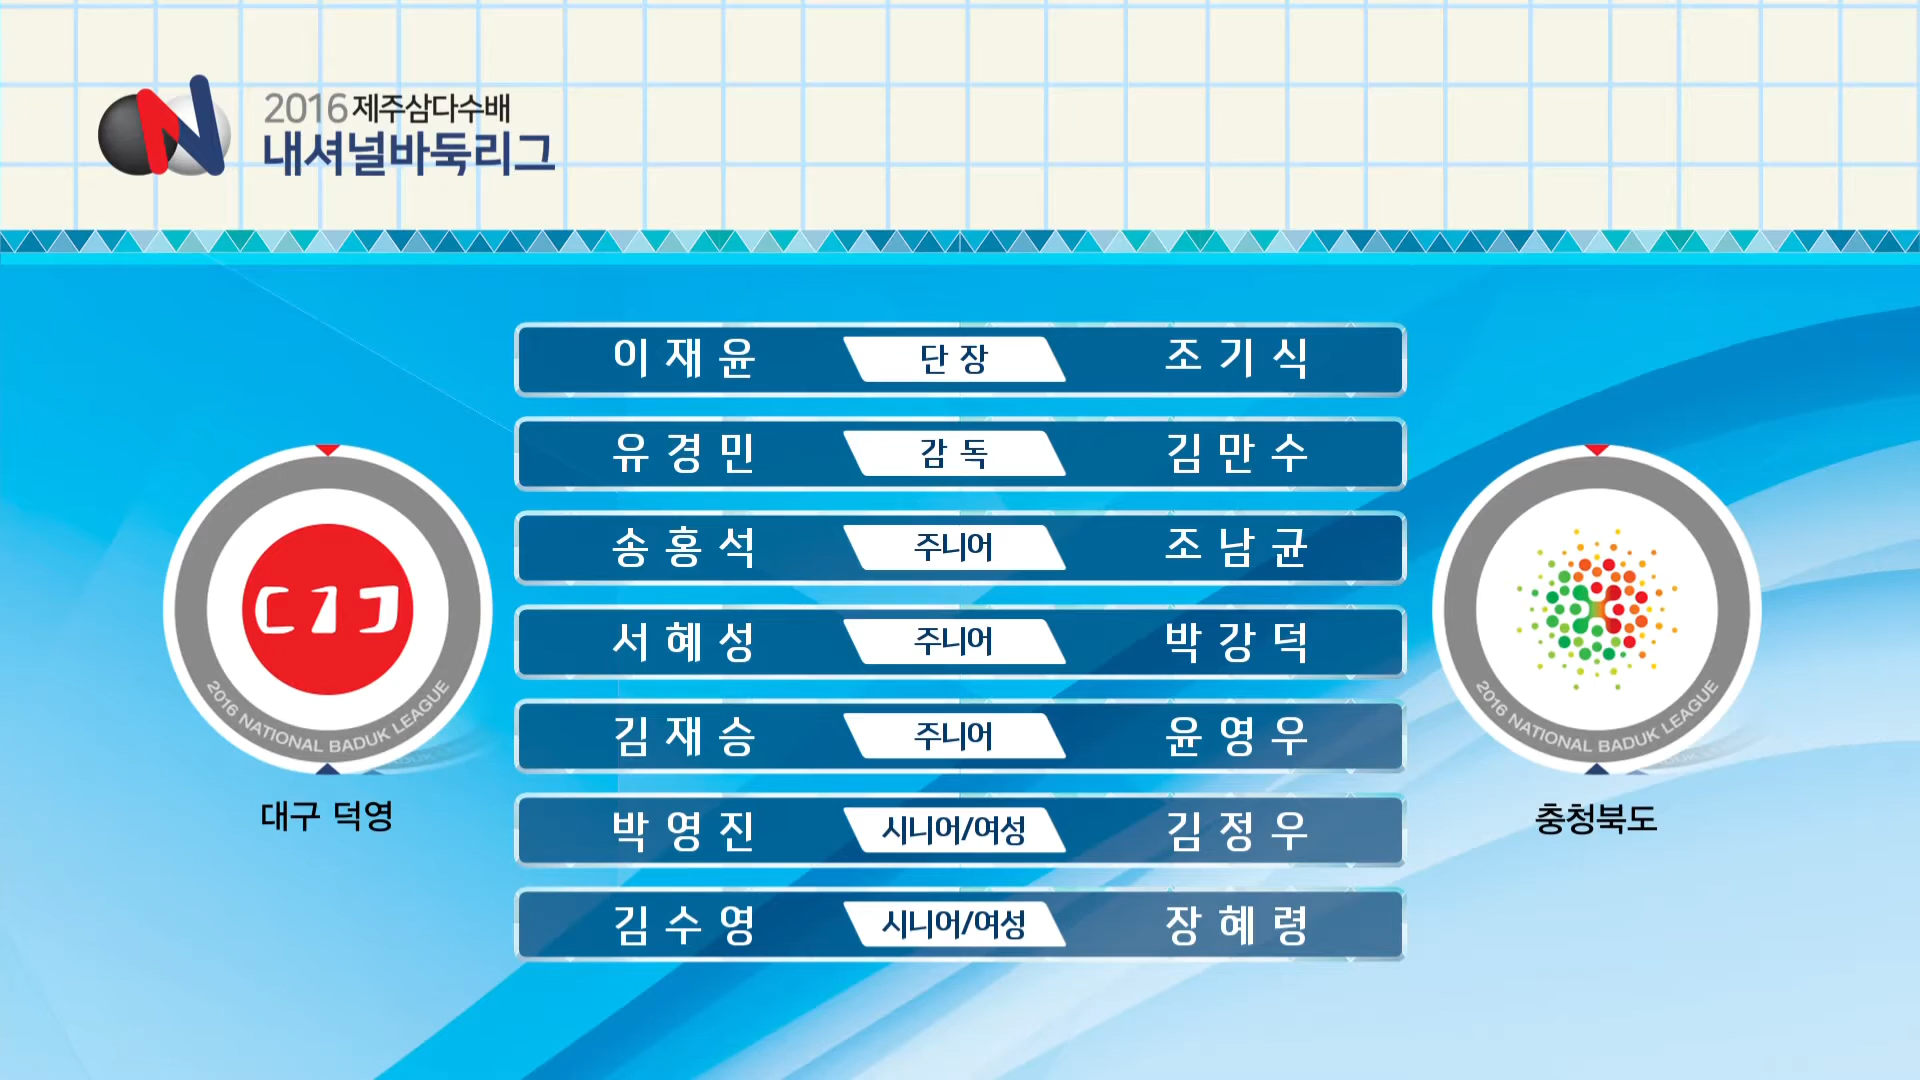 2016 제주삼다수배
내셔널바둑리그
이재윤 단장 조기식
유경민 감독 김만수
송홍석 주니어 조남균
서혜성 주니어 박강덕
김재승 주니어 윤영우
박영진 시니어/여성 김정우
김수영 시니어/여성 장혜령
2016 NATIONAL BADUK LEAGUE
대구 덕영
2016 NATIONAL BADUK LEAGUE
충청북도